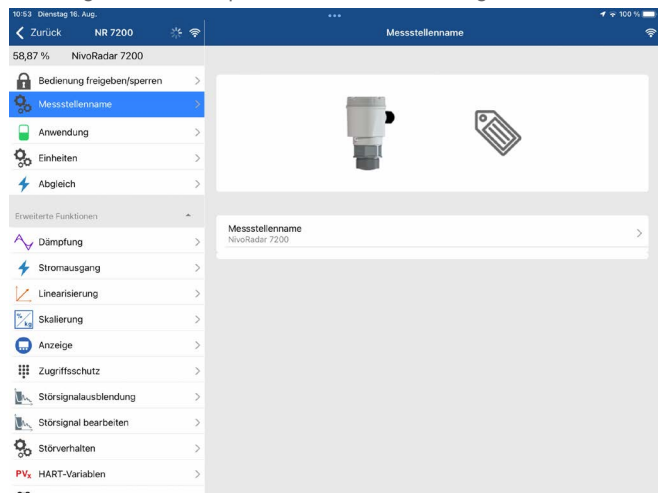 10:53 Dienstag 16. Aug.
100 %
Zurück
NR 7200
Messstellenname
58,87 % NivoRadar 7200
Bedienung freigeben/sperren
Messstellenname
Anwendung
Einheiten
Abgleich
Erweiterte Funktionen
Dämpfung
Stromausgang
Linearisierung
% kg Skalierung
Anzeige
Zugriffsschutz
Störsignalausblendung
Störsignal bearbeiten
Störverhalten
PVx HART-Variablen
Messstellenname
NivoRadar 7200